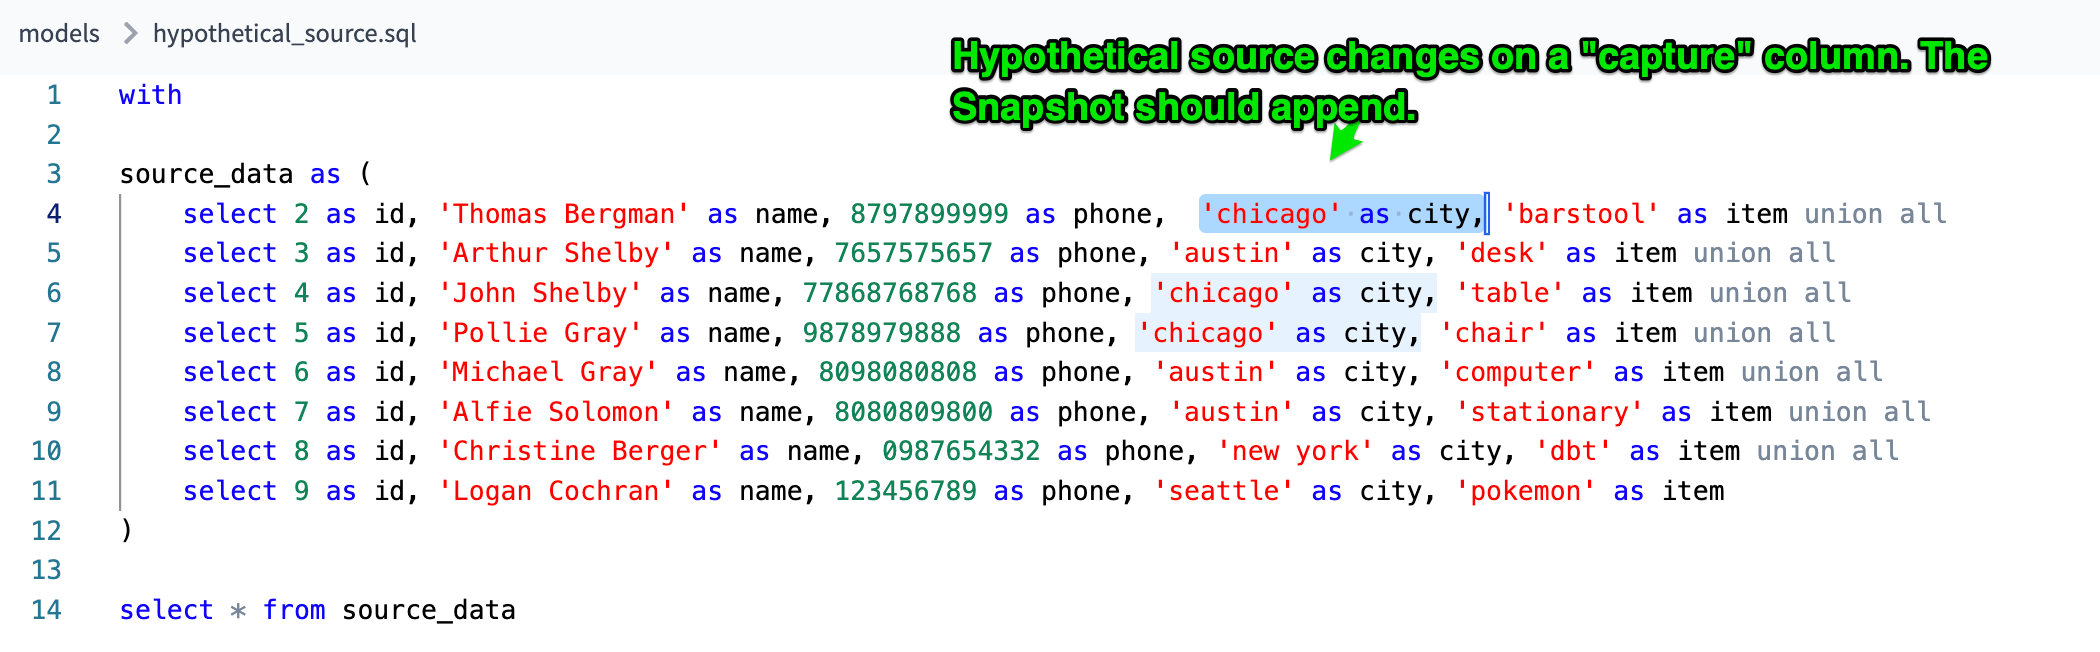 models > hypothetical_source.sql
Hypothetical source changes on a "capture" column. The
Snapshot should append.
1 with
2
3 source_data as (
4 select 2 as id, 'Thomas Bergman' as name, 8797899999 as phone, 'chicago' as city, 'barstool' as item union all
5 select 3 as id, 'Arthur Shelby' as name, 7657575657 as phone, 'austin' as city, 'desk' as item union all
6 select 4 as id, 'John Shelby' as name, 77868768768 as phone, 'chicago' as city, 'table' as item union all
7 select 5 as id, 'Pollie Gray' as name, 9878979888 as phone, 'chicago' as city, 'chair' as item union all
8 select 6 as id, 'Michael Gray' as name, 8098080808 as phone, 'austin' as city, 'computer' as item union all
9 select 7 as id, 'Alfie Solomon' as name, 8080809800 as phone, 'austin' as city, 'stationary' as item union all
10 select 8 as id, 'Christine Berger' as name, 0987654332 as phone, 'new york' as city, 'dbt' as item union all
11 select 9 as id, 'Logan Cochran' as name, 123456789 as phone, 'seattle' as city, 'pokemon' as item
12 )
13
14 select * from source_data